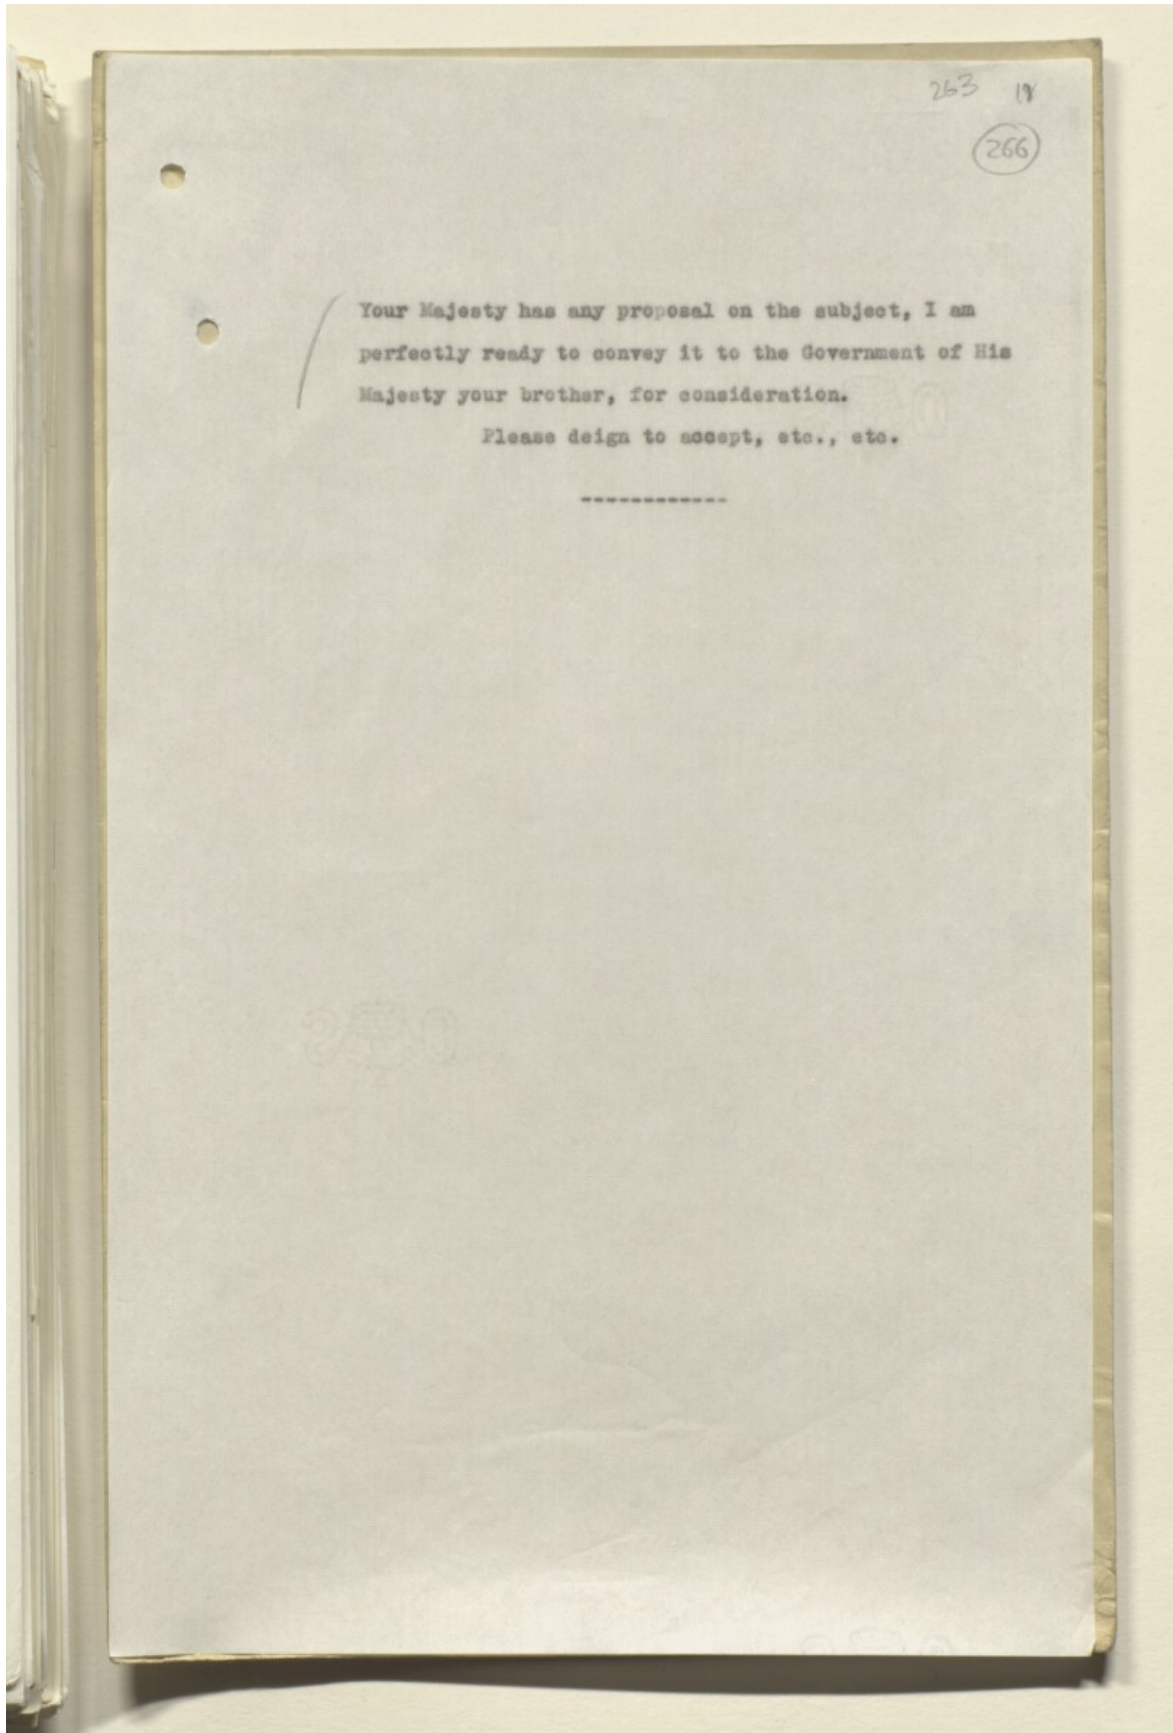 263 18
266
Your Majesty has any proposal on the subject, I am
perfectly ready to convey it to the Government of His
Majesty your brother, for consideration.
Please deign to accept, etc., etc.
------------